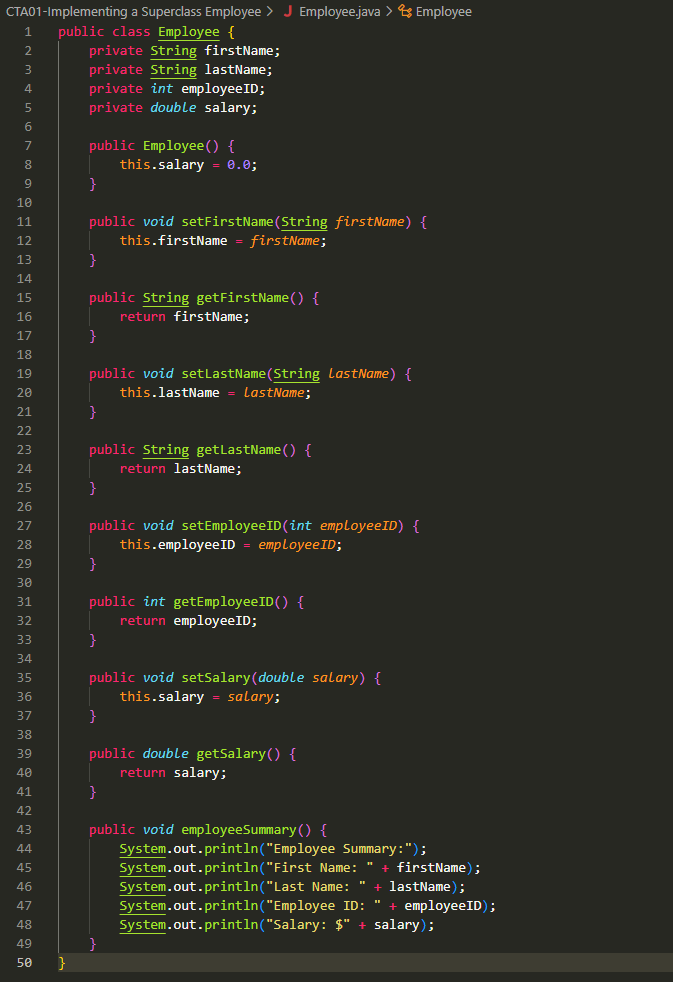 CTA01-Implementing a Superclass Employee > J Employee.java > Employee
1 public class Employee {
2     private String firstName;
3     private String lastName;
4     private int employeeID;
5     private double salary;
6
7     public Employee() {
8         this.salary = 0.0;
9     }
10
11     public void setFirstName(String firstName) {
12         this.firstName = firstName;
13     }
14
15     public String getFirstName() {
16         return firstName;
17     }
18
19     public void setLastName(String lastName) {
20         this.lastName = lastName;
21     }
22
23     public String getLastName() {
24         return lastName;
25     }
26
27     public void setEmployeeID(int employeeID) {
28         this.employeeID = employeeID;
29     }
30
31     public int getEmployeeID() {
32         return employeeID;
33     }
34
35     public void setSalary(double salary) {
36         this.salary = salary;
37     }
38
39     public double getSalary() {
40         return salary;
41     }
42
43     public void employeeSummary() {
44         System.out.println("Employee Summary:");
45         System.out.println("First Name: " + firstName);
46         System.out.println("Last Name: " + lastName);
47         System.out.println("Employee ID: " + employeeID);
48         System.out.println("Salary: $" + salary);
49     }
50 }